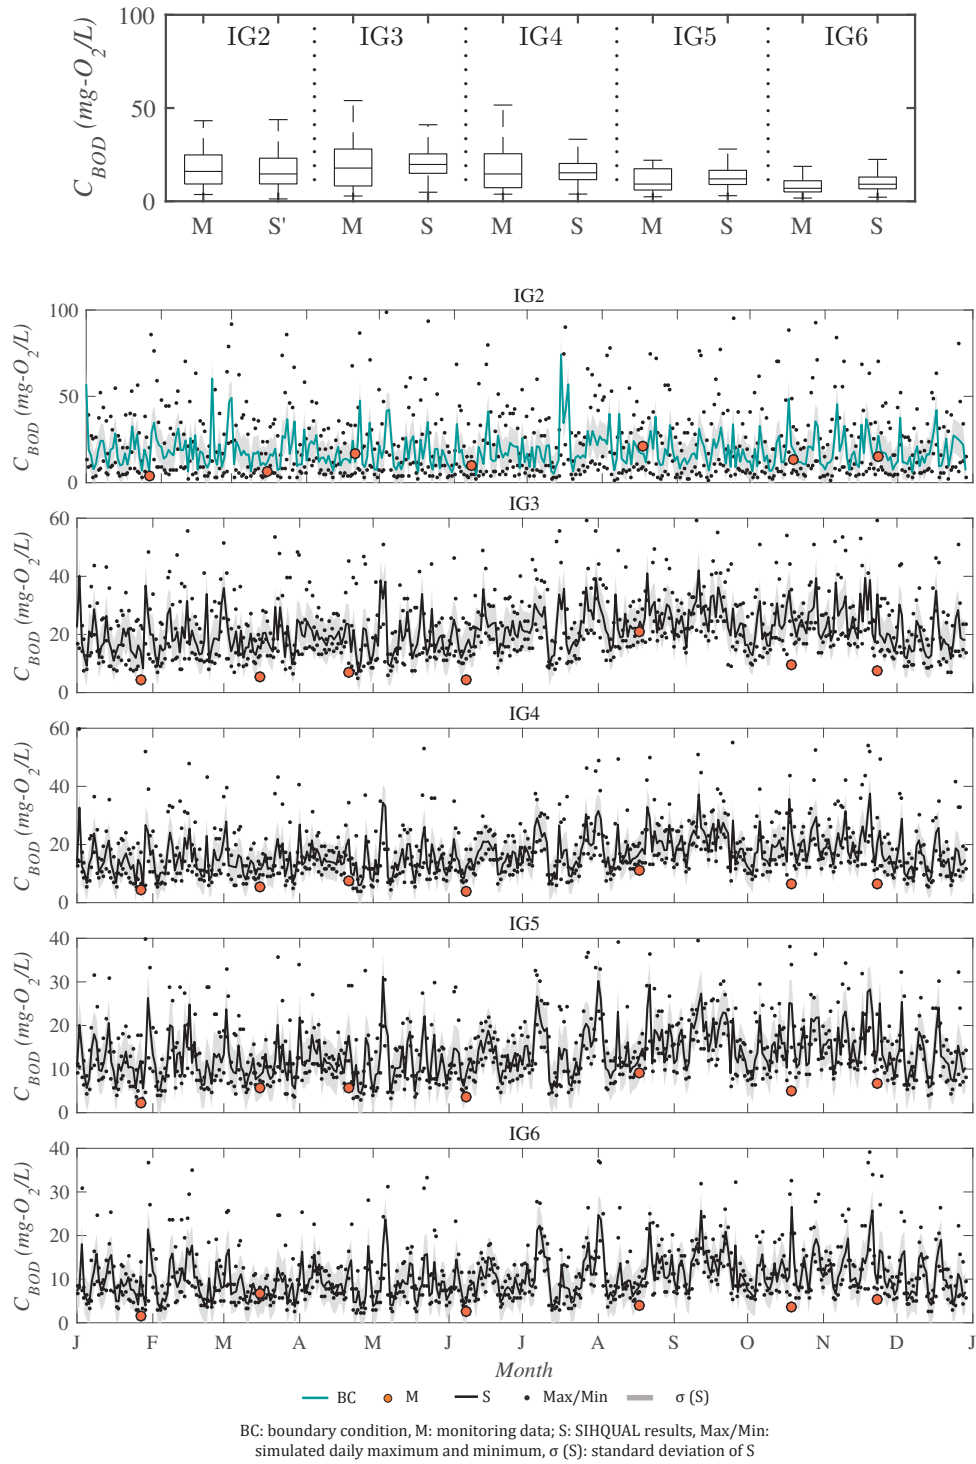 IG2 IG3 IG4 IG5 IG6
C_BOD (mg-O_2/L)
100
50
0
M S' M S M S M S M S
IG2
C_BOD (mg-O_2/L)
100
50
0
IG3
C_BOD (mg-O_2/L)
60
40
20
0
IG4
C_BOD (mg-O_2/L)
60
40
20
0
IG5
C_BOD (mg-O_2/L)
40
30
20
10
0
IG6
C_BOD (mg-O_2/L)
40
30
20
10
0
J F M A M J J A S O N D J
Month
BC M S Max/Min σ (S)
BC: boundary condition, M: monitoring data; S: SIHQUAL results, Max/Min:
simulated daily maximum and minimum, σ (S): standard deviation of S